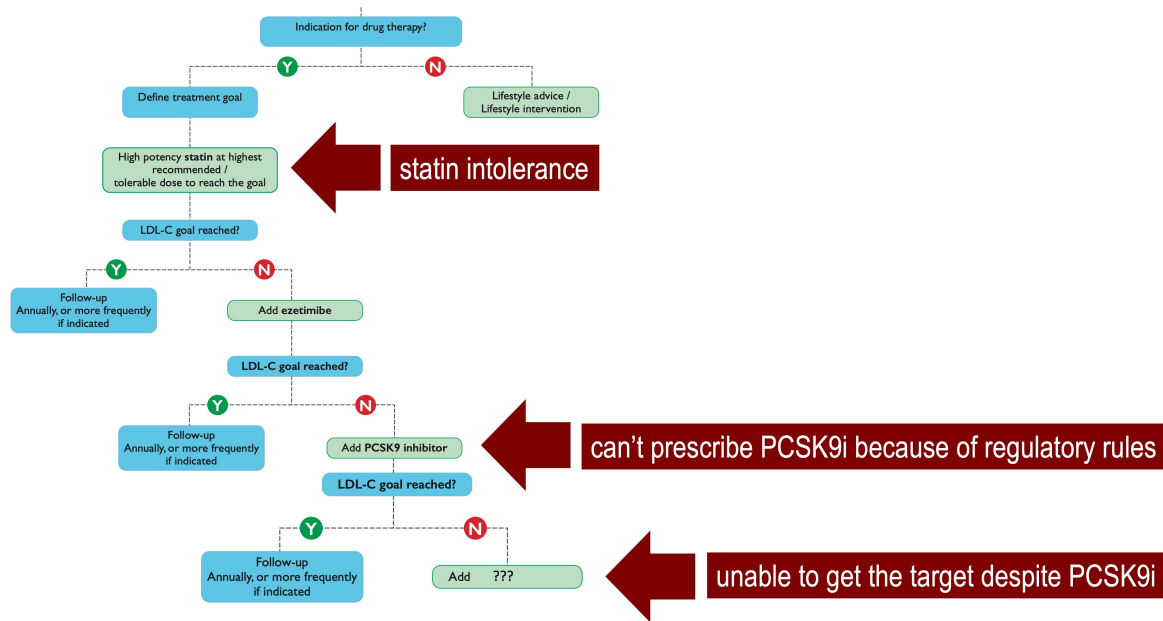 Indication for drug therapy?
Y
N
Define treatment goal
Lifestyle advice /
Lifestyle intervention
High potency statin at highest
recommended /
tolerable dose to reach the goal
statin intolerance
LDL-C goal reached?
Y
N
Follow-up
Annually, or more frequently
if indicated
Add ezetimibe
LDL-C goal reached?
Y
N
Follow-up
Annually, or more frequently
if indicated
Add PCSK9 inhibitor
can't prescribe PCSK9i because of regulatory rules
LDL-C goal reached?
Y
N
Follow-up
Annually, or more frequently
if indicated
Add ???
unable to get the target despite PCSK9i